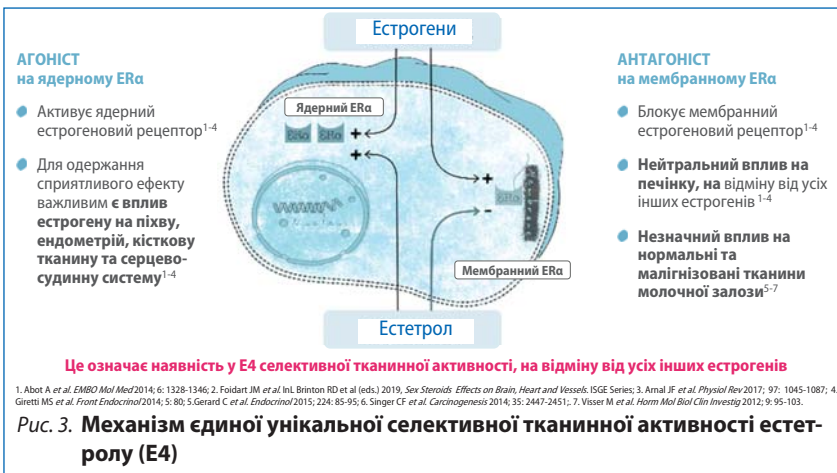 Естрогени
АГОНІСТ
на ядерному ERα
Активує ядерний
естрогеновий рецептор1-4
Для одержання
сприятливого ефекту
важливим є вплив
естрогену на піхву,
ендометрій, кісткову
тканину та серцево-
судинну систему1-4
Ядерний ERα
ERα ERα +
+
+
ERα
-
Мембранний ERα
АНТАГОНІСТ
на мембранному ERα
Блокує мембранний
естрогеновий рецептор1-4
Нейтральний вплив на
печінку, на відміну від усіх
інших естрогенів 1-4
Незначний вплив на
нормальні та
малігнізовані тканини
молочної залози5-7
Естетрол
Це означає наявність у Е4 селективної тканинної активності, на відміну від усіх інших естрогенів
1. Abot A et al. EMBO Mol Med 2014; 6: 1328-1346; 2. Foidart JM et al. InL Brinton RD et al (eds.) 2019, Sex Steroids Effects on Brain, Heart and Vessels. ISGE Series; 3. Arnal JF et al. Physiol Rev 2017; 97: 1045-1087; 4.
Giretti MS et al. Front Endocrinol 2014; 5: 80; 5.Gerard C et al. Endocrinol 2015; 224: 85-95; 6. Singer CF et al. Carcinogenesis 2014; 35: 2447-2451;. 7. Visser M et al. Horm Mol Biol Clin Investig 2012; 9: 95-103.
Рис. 3. Механізм єдиної унікальної селективної тканинної активності естет-
ролу (Е4)